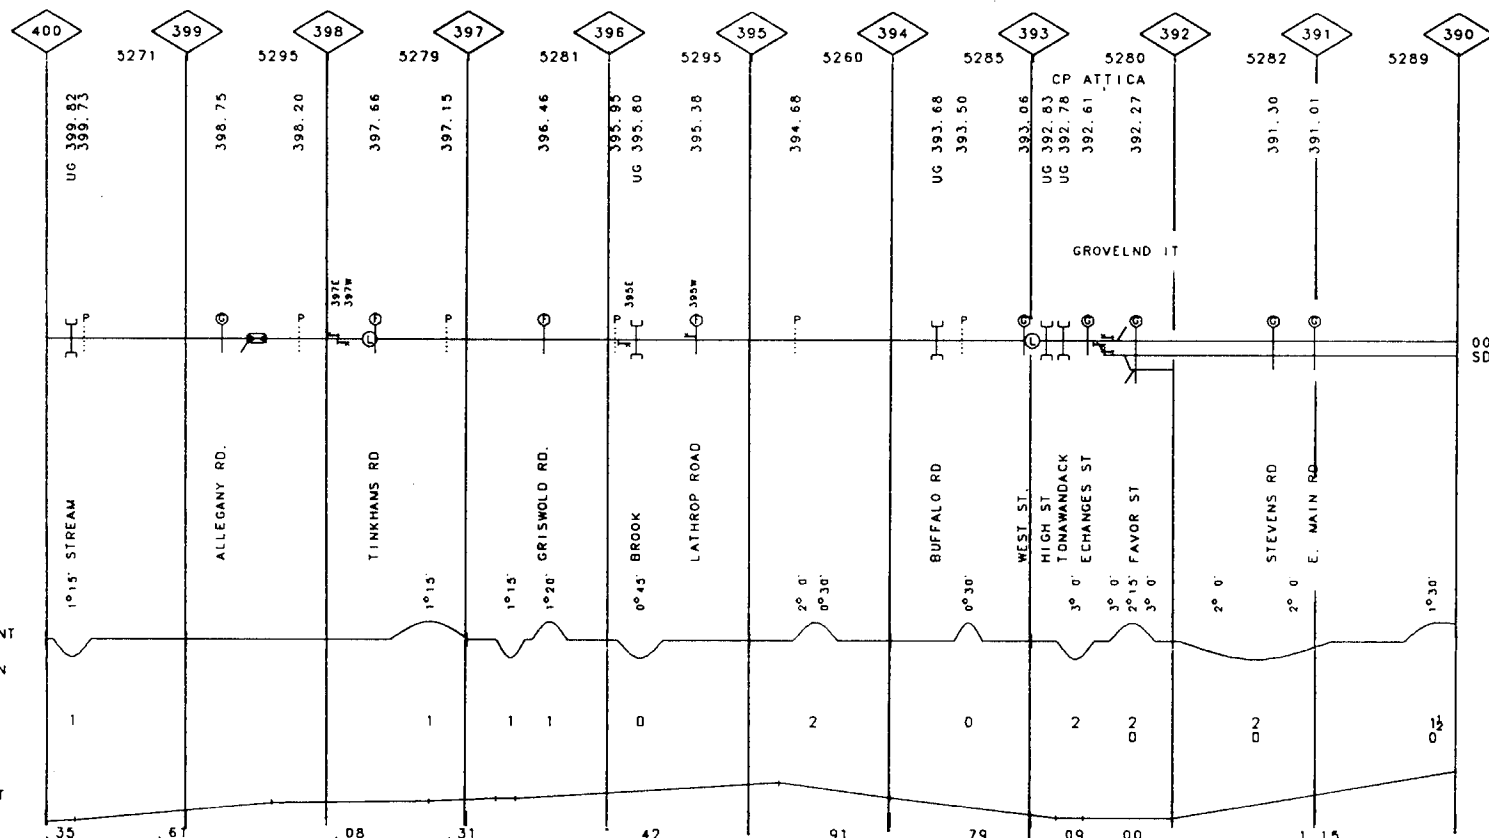 400 399 398 397 396 395 394 393 392 391 390
5271 5295 5279 5281 5295 5260 5285 5280 5282 5289
CP ATTICA
UG 399.82
399.73
398.75
398.20
397.66
397.15
396.46
395.95
UG 395.80
395.38
394.68
UG 393.68
393.50
393.06
UG 392.83
UG 392.78
392.61
392.27
391.30
391.01
GROVELND IT
397E
397W
395E
395W
P P P P P P
G F F F G G G G G
L L
00
SD
STREAM
ALLEGANY RD.
TINKHAMS RD
GRISWOLD RD.
BROOK
LATHROP ROAD
BUFFALO RD
WEST ST.
HIGH ST
TONAWANDACK
ECHANGES ST
FAVOR ST
STEVENS RD
E. MAIN RD
1°15'
1°15'
1°15'
1°20'
0°45'
2° 0'
0°30'
0°30'
3° 0'
3° 0'
2°15'
3° 0'
2° 0'
2° 0'
1°30'
NT
N
1 1 1 1 0 2 0 2 2 2 1½
0 0 0
T
.35 .61 .08 .31 .42 .91 .79 .09 .00 1.15